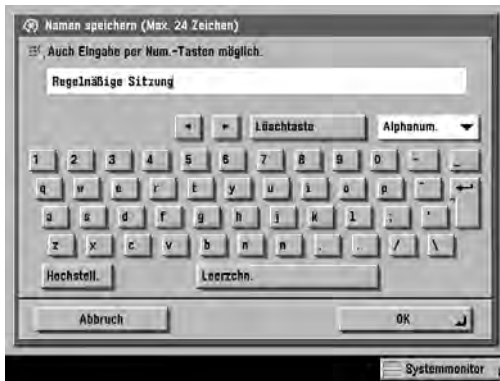 Namen speichern (Max. 24 Zeichen)
Auch Eingabe per Num.-Tasten möglich.
Regelmäßige Sitzung
Löschtaste Alphanum.
1 2 3 4 5 6 7 8 9 0 - _
q w e r t y u i o p
a s d f g h j k l ; '
z x c v b n m , . / \
Hochstell. Leerzchn.
Abbruch OK
Systemmonitor